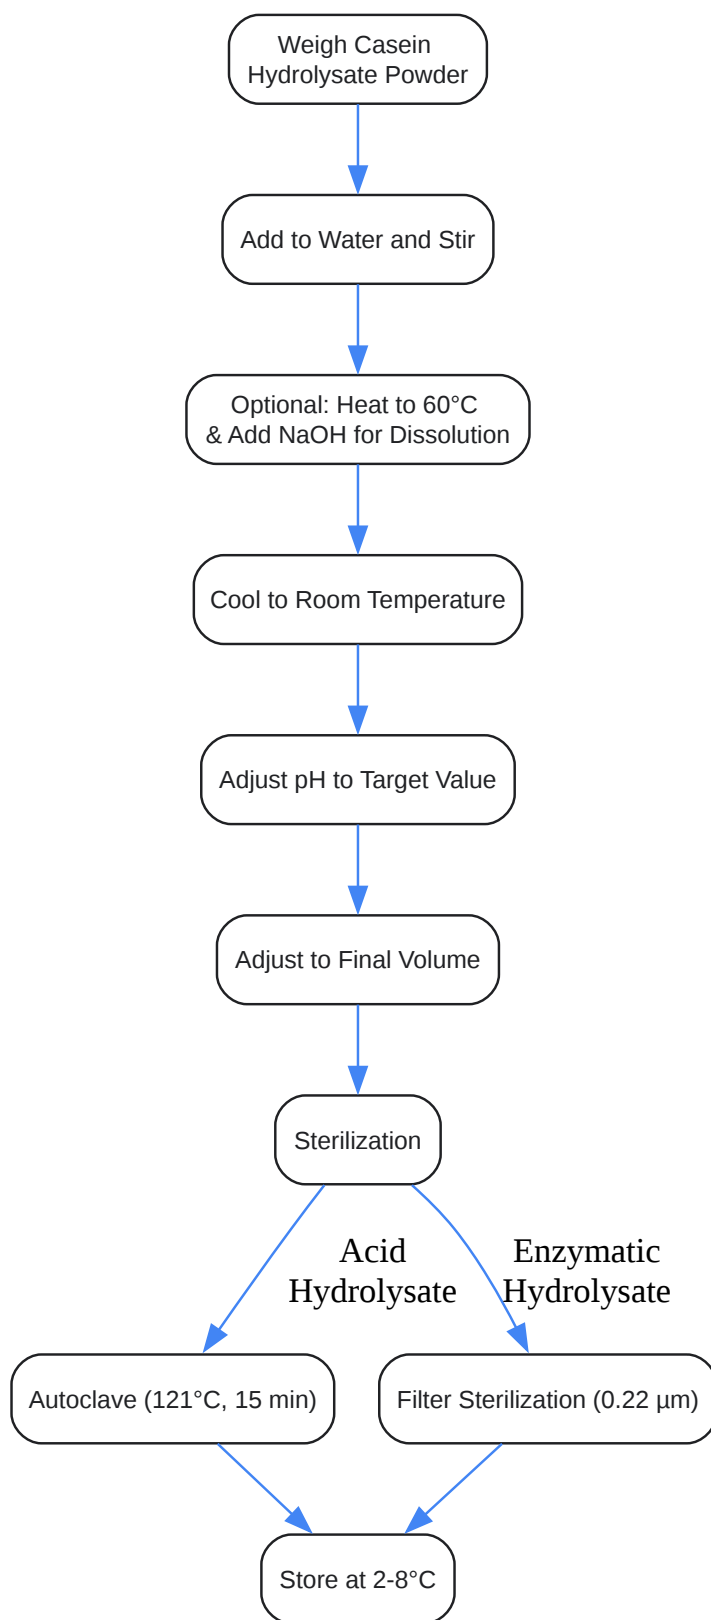 Weigh Casein
Hydrolysate Powder
Add to Water and Stir
Optional: Heat to 60°C
& Add NaOH for Dissolution
Cool to Room Temperature
Adjust pH to Target Value
Adjust to Final Volume
Sterilization
Acid
Hydrolysate
Enzymatic
Hydrolysate
Autoclave (121°C, 15 min)
Filter Sterilization (0.22 µm)
Store at 2-8°C